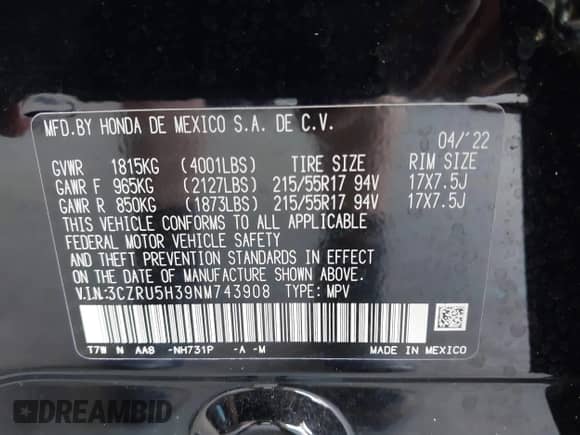 MFD.BY HONDA DE MEXICO S.A. DE C.V.
04/'22
GVWR 1815KG (4001LBS) TIRE SIZE RIM SIZE
GAWR F 965KG (2127LBS) 215/55R17 94V 17X7.5J
GAWR R 850KG (1873LBS) 215/55R17 94V 17X7.5J
THIS VEHICLE CONFORMS TO ALL APPLICABLE
FEDERAL MOTOR VEHICLE SAFETY
AND THEFT PREVENTION STANDARDS IN EFFECT
ON THE DATE OF MANUFACTURE SHOWN ABOVE.
V.I.N.:3CZRU5H39NM743908 TYPE: MPV
T7W N AA8 -NH731P -A -M MADE IN MEXICO
DREAMBID